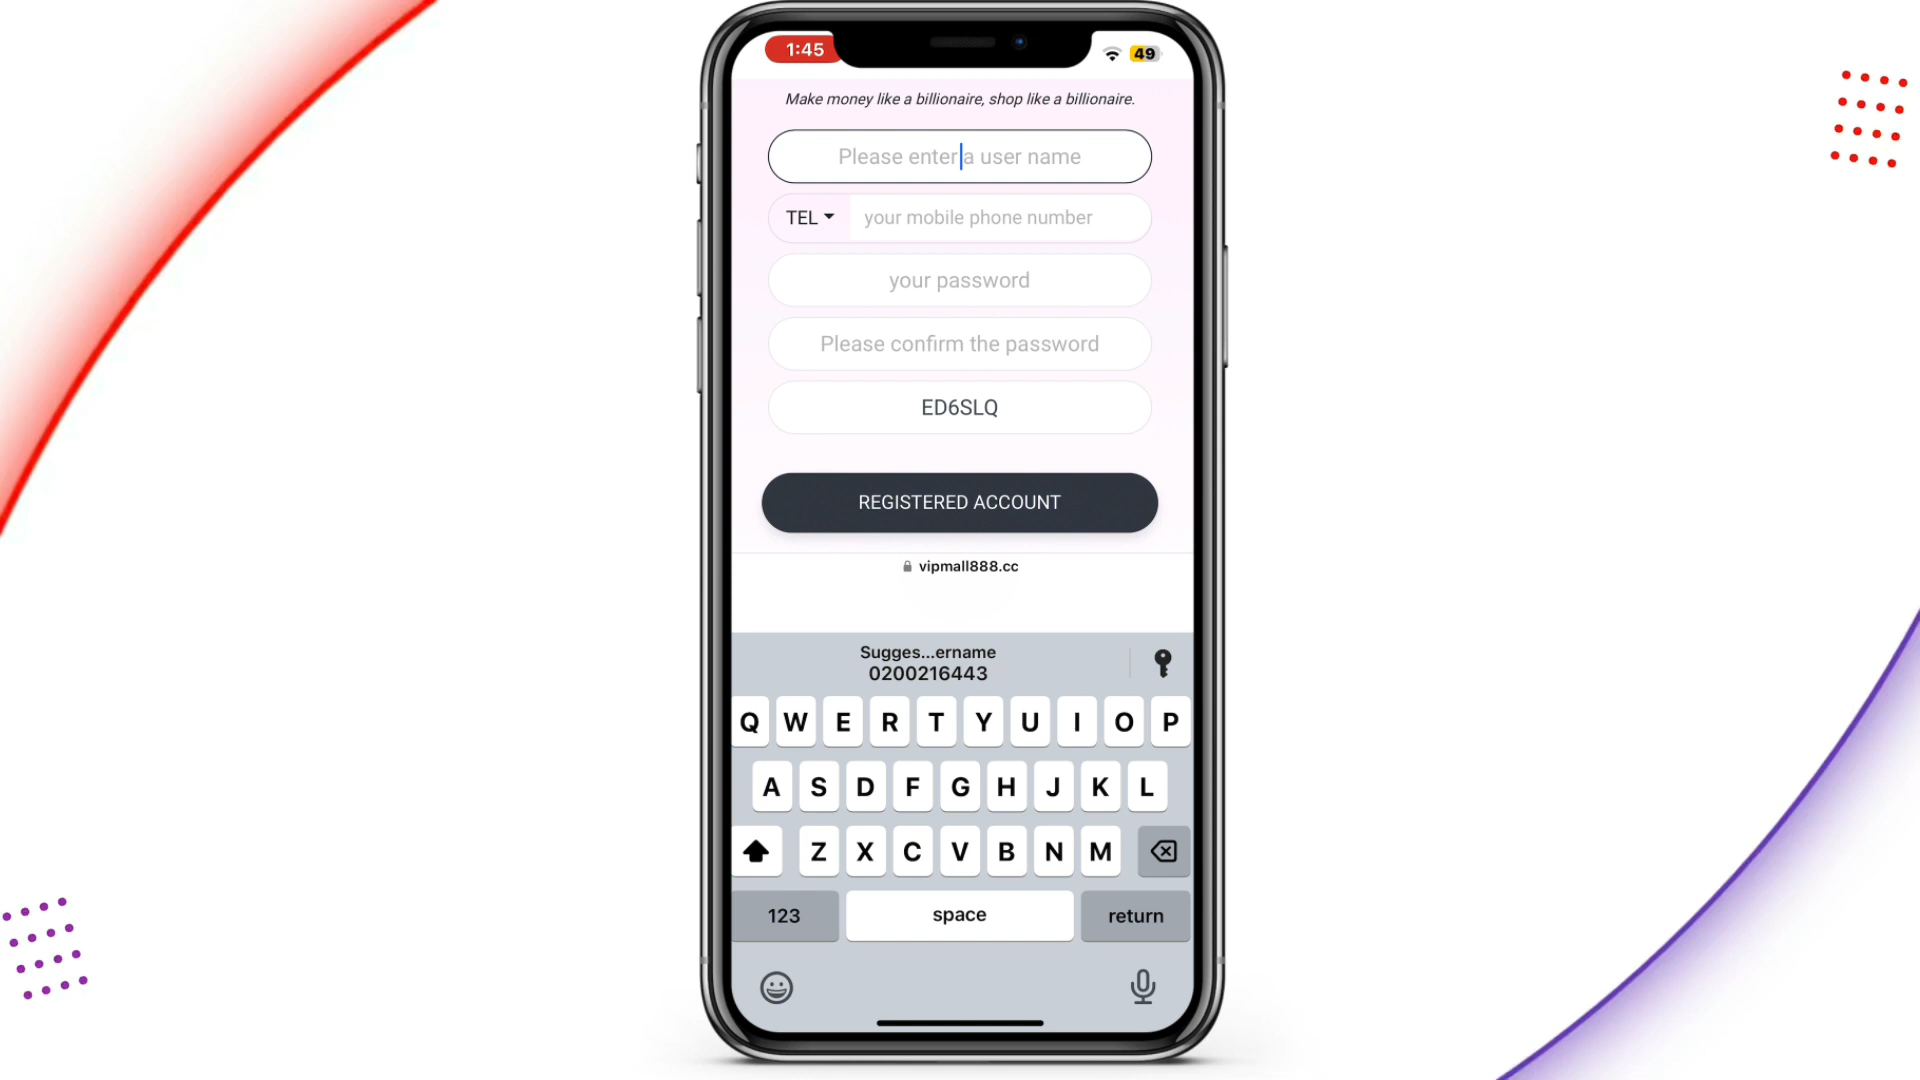 1:45
49
Make money like a billionaire, shop like a billionaire.
Please enter a user name
TEL your mobile phone number
your password
Please confirm the password
ED6SLQ
REGISTERED ACCOUNT
vipmall888.cc
Sugges...ername
0200216443
Q W E R T Y U I O P
A S D F G H J K L
Z X C V B N M
123 space return